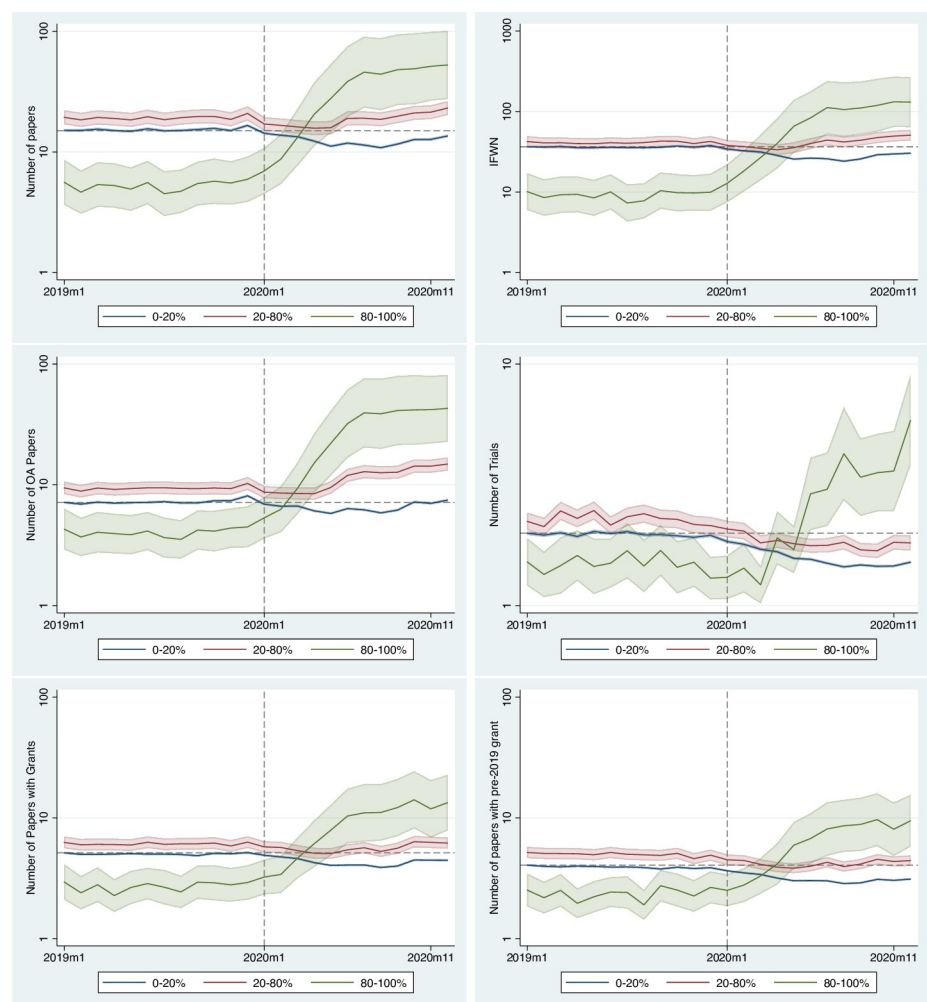 Number of papers
100
10
1
2019m1 2020m1 2020m11
0-20% 20-80% 80-100%
IFWN
1000
100
10
1
2019m1 2020m1 2020m11
0-20% 20-80% 80-100%
Number of OA Papers
100
10
1
2019m1 2020m1 2020m11
0-20% 20-80% 80-100%
Number of Trials
10
1
2019m1 2020m1 2020m11
0-20% 20-80% 80-100%
Number of Papers with Grants
100
10
1
2019m1 2020m1 2020m11
0-20% 20-80% 80-100%
Number of papers with pre-2019 grant
100
10
1
2019m1 2020m1 2020m11
0-20% 20-80% 80-100%